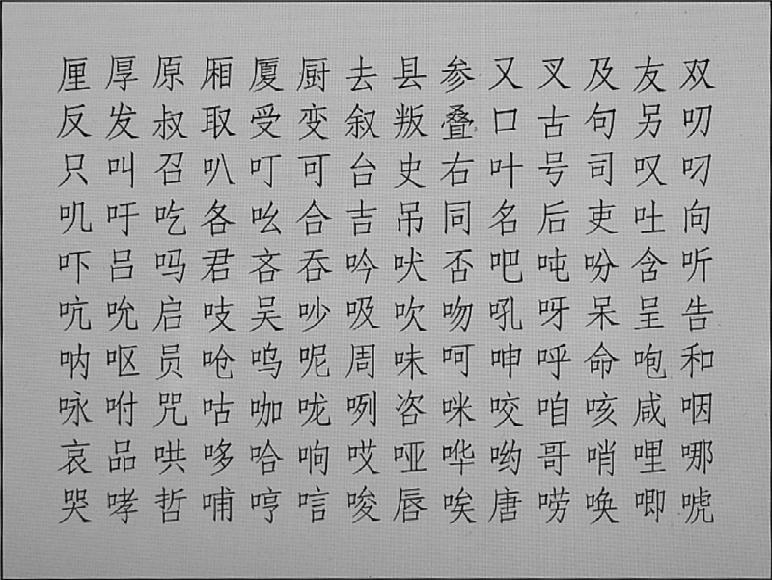 厘厚原厢厦厨去县参又叉及友双
反发叔取受变叙叛叠口古句另叨
只叫召叭叮可台史右叶号司叹叼
叽吁吃各吆合吉吊同名后吏吐向
吓吕吗君吝吞吟吠否吧吨吩含听
吭吮启吱吴吵吸吹吻吼呀呆呈告
呐呕员呛呜呢周味呵呻呼命咆和
咏咐咒咕咖咙咧咨咪咬咱咳咸咽
哀品哄哆哈响哎哑哗哟哥哨哩哪
哭哮哲哺哼唁唆唇唉唐唠唤唧唬